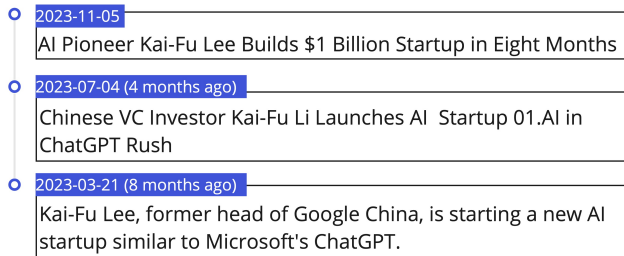 2023-11-05
AI Pioneer Kai-Fu Lee Builds $1 Billion Startup in Eight Months
2023-07-04 (4 months ago)
Chinese VC Investor Kai-Fu Li Launches AI  Startup 01.AI in
ChatGPT Rush
2023-03-21 (8 months ago)
Kai-Fu Lee, former head of Google China, is starting a new AI
startup similar to Microsoft's ChatGPT.